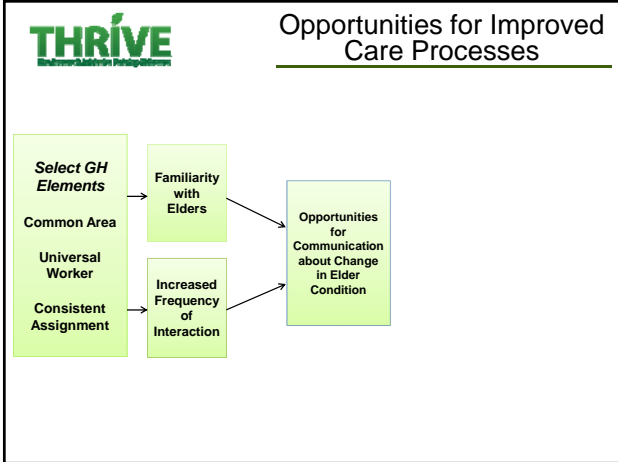 THRIVE
Opportunities for Improved
Care Processes
Select GH
Elements
Common Area
Universal
Worker
Consistent
Assignment
Familiarity
with
Elders
Increased
Frequency
of
Interaction
Opportunities
for
Communication
about Change
in Elder
Condition